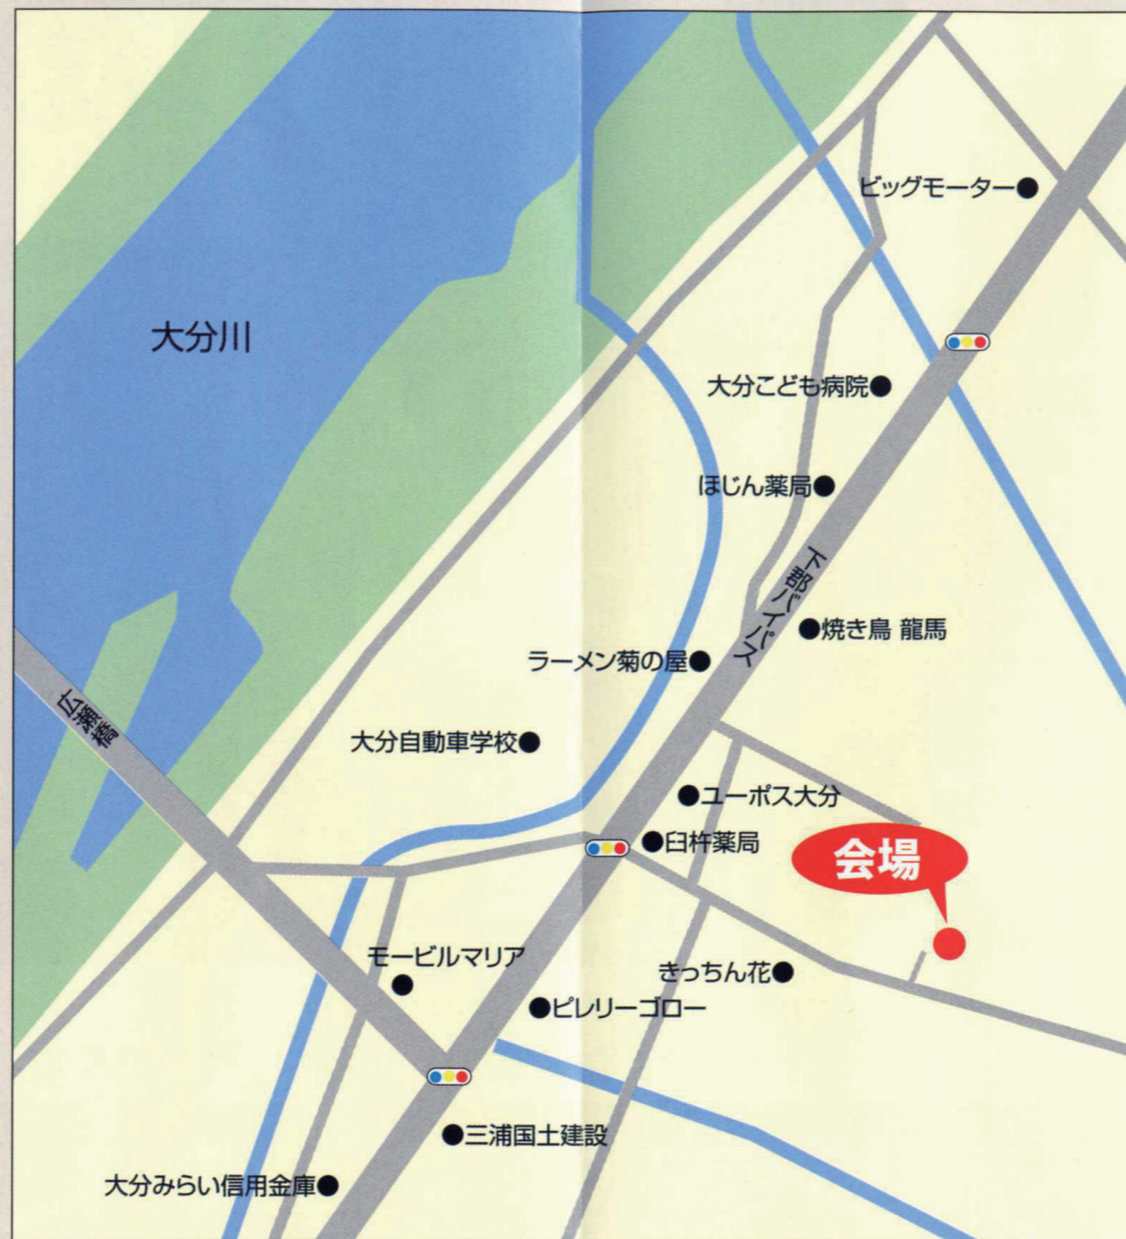 ビッグモーター
大分川
大分こども病院
ほじん薬局
下郡バイパス
焼き鳥 龍馬
ラーメン菊の屋
広瀬橋
大分自動車学校
ユーポス大分
臼杵薬局
会場
モービルマリア
きっちん花
ピレリーゴロー
三浦国土建設
大分みらい信用金庫